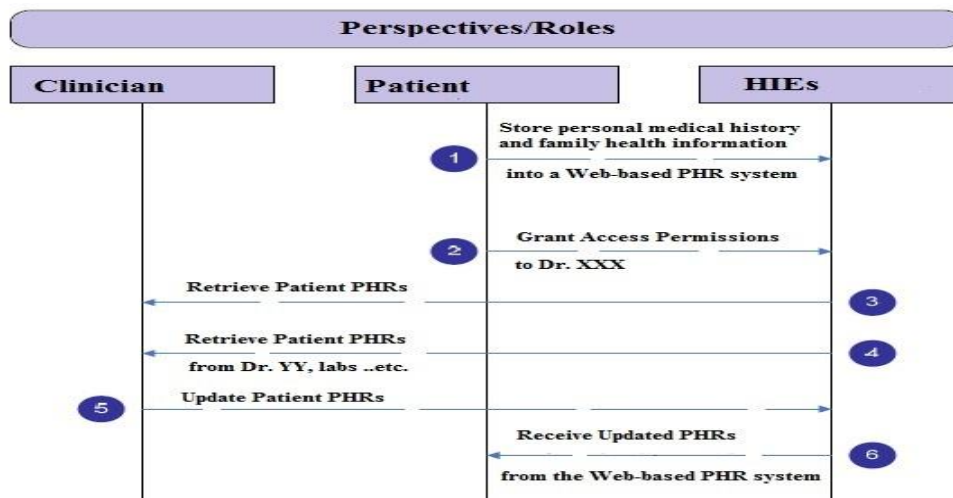 Perspectives/Roles
Clinician
Patient
HIEs
Store personal medical history
and family health information
1
into a Web-based PHR system
Grant Access Permissions
2
to Dr. XXX
Retrieve Patient PHRs
3
Retrieve Patient PHRs
4
from Dr. YY, labs ..etc.
Update Patient PHRs
5
Receive Updated PHRs
6
from the Web-based PHR system